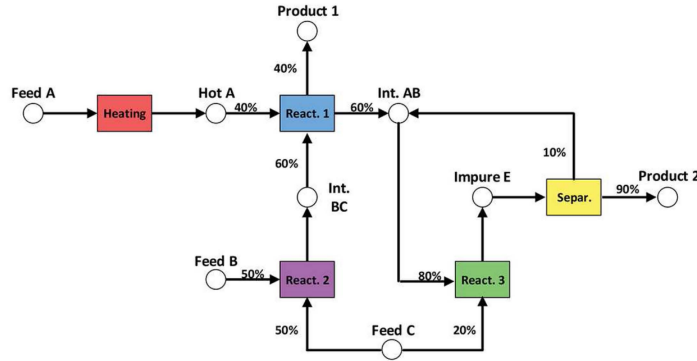 Product 1
40%
Feed A
Heating
Hot A
40%
React. 1
60%
Int. AB
60%
Int.
BC
10%
Impure E
Separ.
90%
Product 2
Feed B
50%
React. 2
80%
React. 3
50%
Feed C
20%